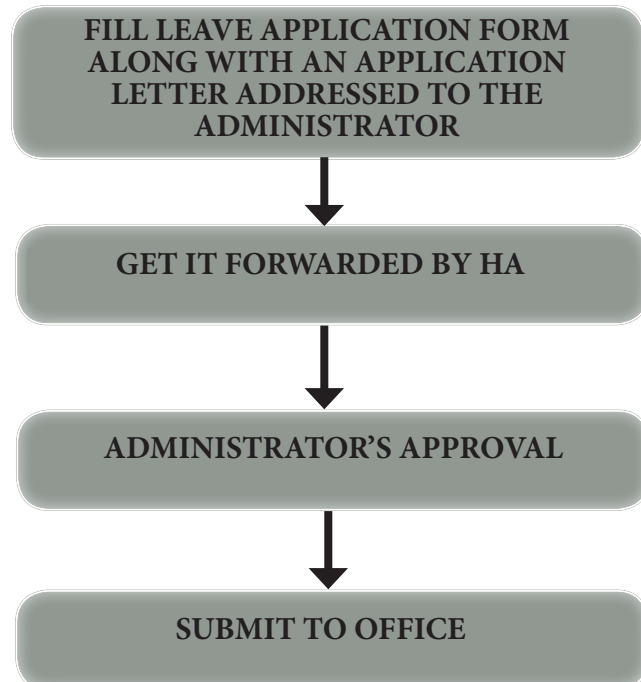 FILL LEAVE APPLICATION FORM
ALONG WITH AN APPLICATION
LETTER ADDRESSED TO THE
ADMINISTRATOR
GET IT FORWARDED BY HA
ADMINISTRATOR’S APPROVAL
SUBMIT TO OFFICE